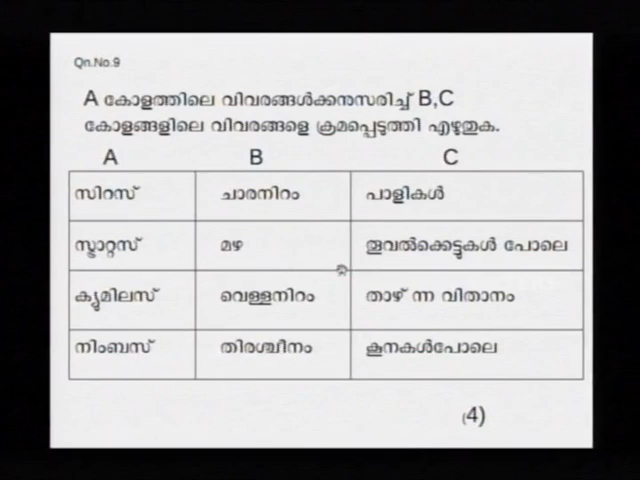 Qn.No.9
A കോളത്തിലെ വിവരങ്ങൾക്കനുസരിച്ച് B,C
കോളങ്ങളിലെ വിവരങ്ങളെ ക്രമപ്പെടുത്തി എഴുതുക.
A B C
സിറസ് ചാരനിറം പാളികൾ
സ്ട്രാറ്റസ് മഴ തൂവൽക്കെട്ടുകൾ പോലെ
ക്യുമിലസ് വെള്ളനിറം താഴ് ന്ന വിതാനം
നിംബസ് തിരശ്ചീനം കൂനകൾപോലെ
(4)